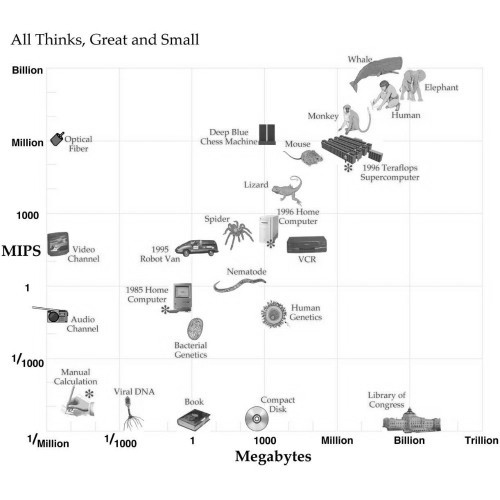 All Thinks, Great and Small
Whale
Billion
Elephant
Human
Monkey
Million
Optical
Fiber
Deep Blue
Chess Machine
Mouse
1996 Teraflops
Supercomputer
Lizard
1000
1996 Home
Computer
Spider
MIPS
Video
Channel
1995
Robot Van
VCR
Nematode
1
1985 Home
Computer
*
Human
Genetics
Audio
Channel
Bacterial
Genetics
1/1000
Manual
Calculation
*
Viral DNA
Book
Compact
Disk
Library of
Congress
1/Million
1/1000
1
1000
Million
Billion
Trillion
Megabytes